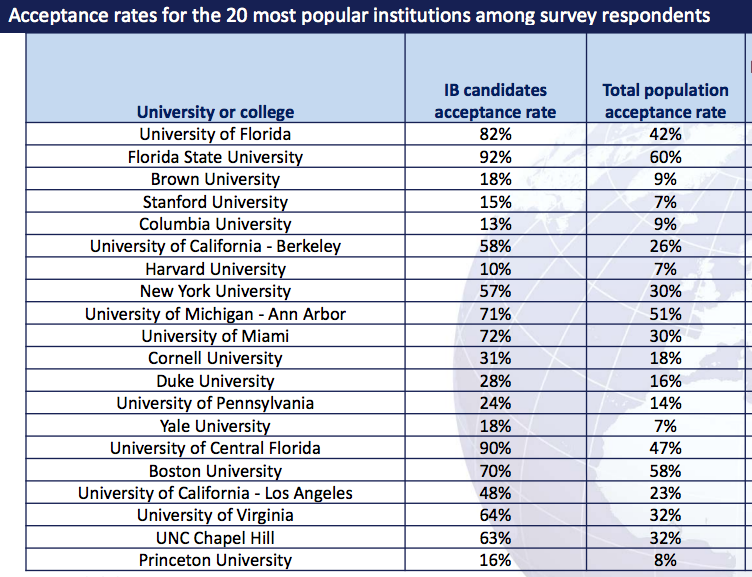 Acceptance rates for the 20 most popular institutions among survey respondents
University or college IB candidates acceptance rate Total population acceptance rate
University of Florida 82% 42%
Florida State University 92% 60%
Brown University 18% 9%
Stanford University 15% 7%
Columbia University 13% 9%
University of California - Berkeley 58% 26%
Harvard University 10% 7%
New York University 57% 30%
University of Michigan - Ann Arbor 71% 51%
University of Miami 72% 30%
Cornell University 31% 18%
Duke University 28% 16%
University of Pennsylvania 24% 14%
Yale University 18% 7%
University of Central Florida 90% 47%
Boston University 70% 58%
University of California - Los Angeles 48% 23%
University of Virginia 64% 32%
UNC Chapel Hill 63% 32%
Princeton University 16% 8%